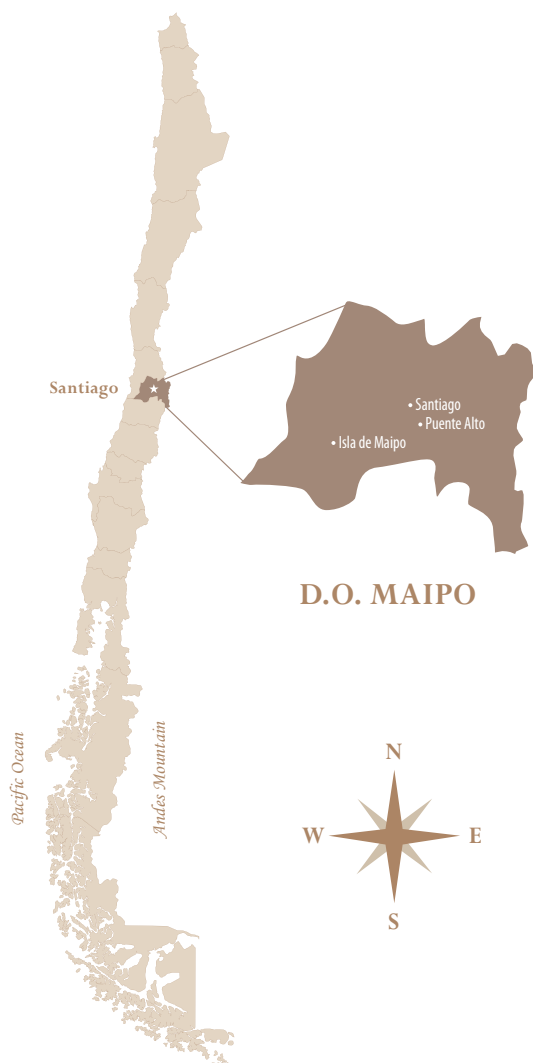 Santiago
• Santiago
• Puente Alto
• Isla de Maipo
D.O. MAIPO
Pacific Ocean
Andes Mountain
N
W
E
S